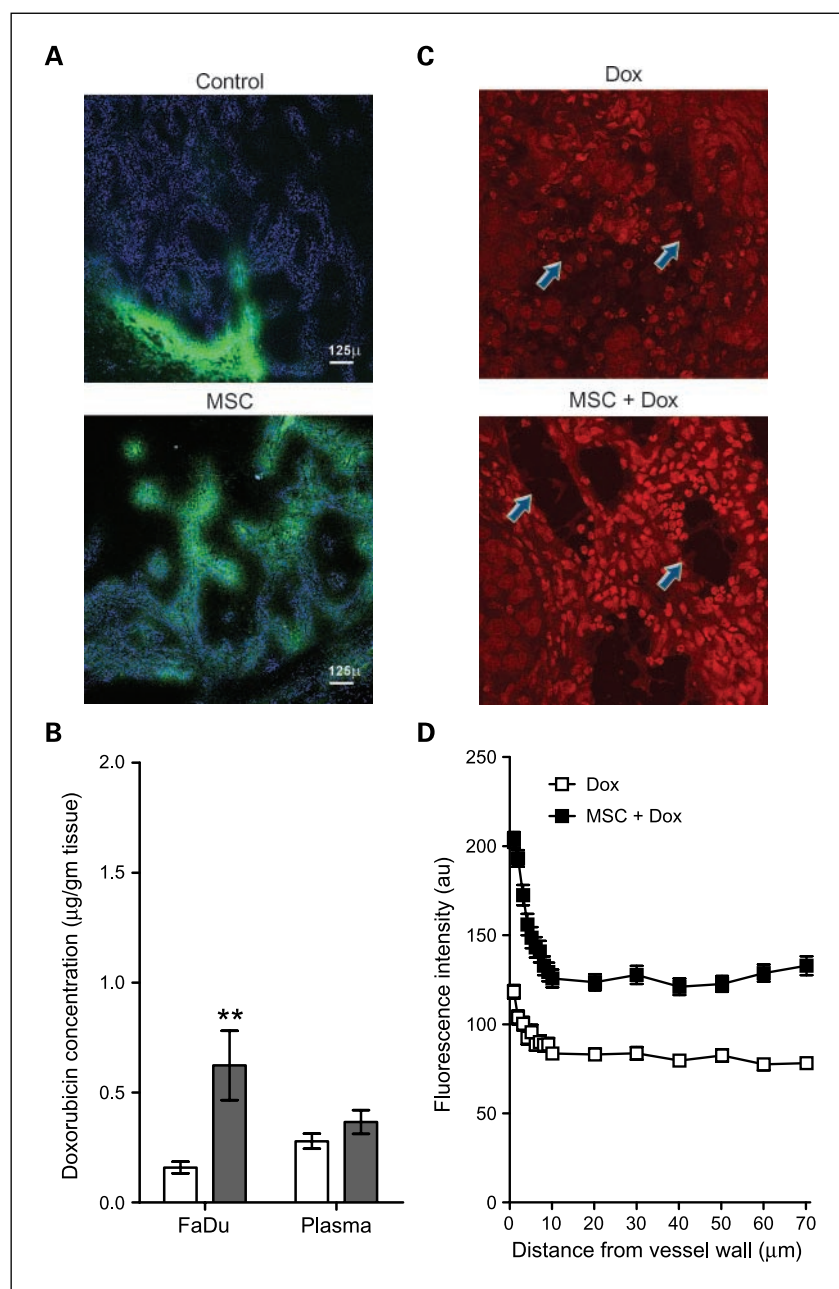 A
Control
125µ
MSC
125µ
B
Doxorubicin concentration (µg/gm tissue)
2.0
1.5
1.0
0.5
0.0
**
FaDu
Plasma
C
Dox
MSC + Dox
D
Fluorescence intensity (au)
250
200
150
100
50
0
Dox
MSC + Dox
0 10 20 30 40 50 60 70
Distance from vessel wall (µm)